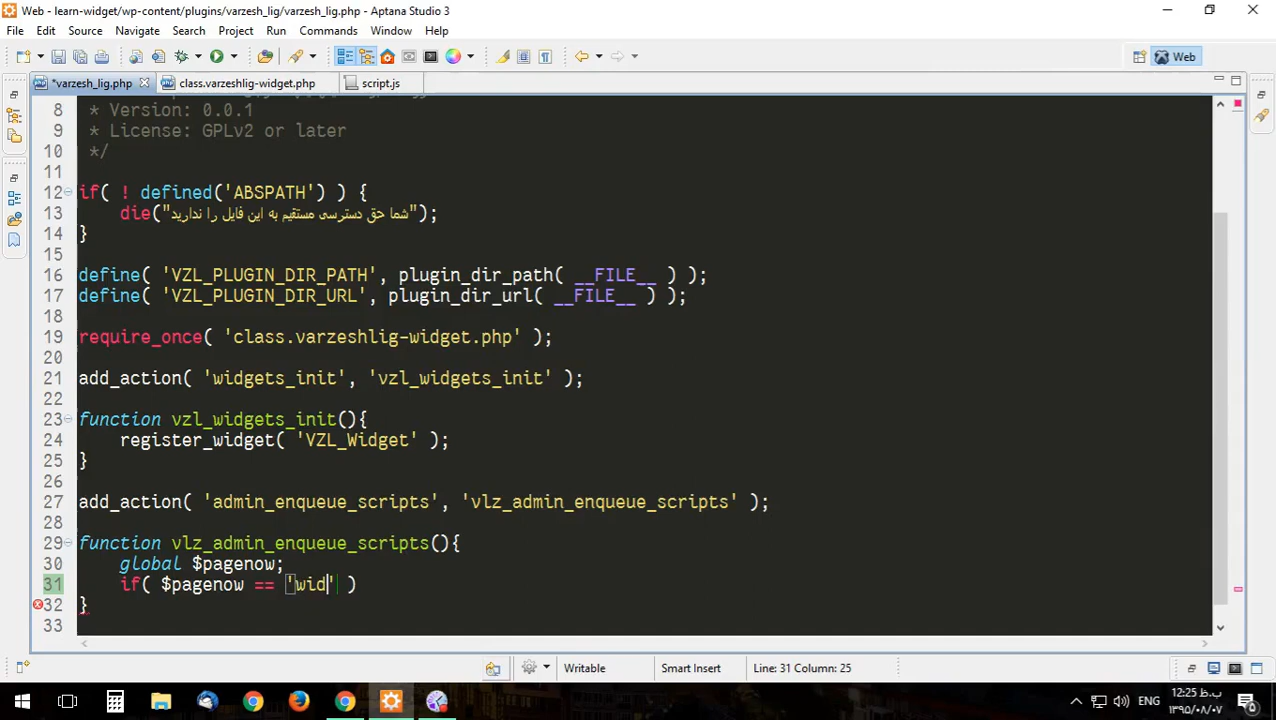 Web - learn-widget/wp-content/plugins/varzesh_lig/varzesh_lig.php - Aptana Studio 3
File Edit Source Navigate Search Project Run Commands Window Help
Web
*varzesh_lig.php class.varzeshlig-widget.php script.js
8 * Version: 0.0.1
9 * License: GPLv2 or later
10 */
11
12 if( ! defined('ABSPATH') ) {
13 die("شما حق دسترسی مستقیم به این فایل را ندارید");
14 }
15
16 define( 'VZL_PLUGIN_DIR_PATH', plugin_dir_path( __FILE__ ) );
17 define( 'VZL_PLUGIN_DIR_URL', plugin_dir_url( __FILE__ ) );
18
19 require_once( 'class.varzeshlig-widget.php' );
20
21 add_action( 'widgets_init', 'vzl_widgets_init' );
22
23 function vzl_widgets_init(){
24 register_widget( 'VZL_Widget' );
25 }
26
27 add_action( 'admin_enqueue_scripts', 'vlz_admin_enqueue_scripts' );
28
29 function vlz_admin_enqueue_scripts(){
30 global $pagenow;
31 if( $pagenow == 'wid' )
32 }
33
Writable Smart Insert Line: 31 Column: 25
ENG 12:25 ب.ظ
۱۳۹۵/۰۸/۰۷